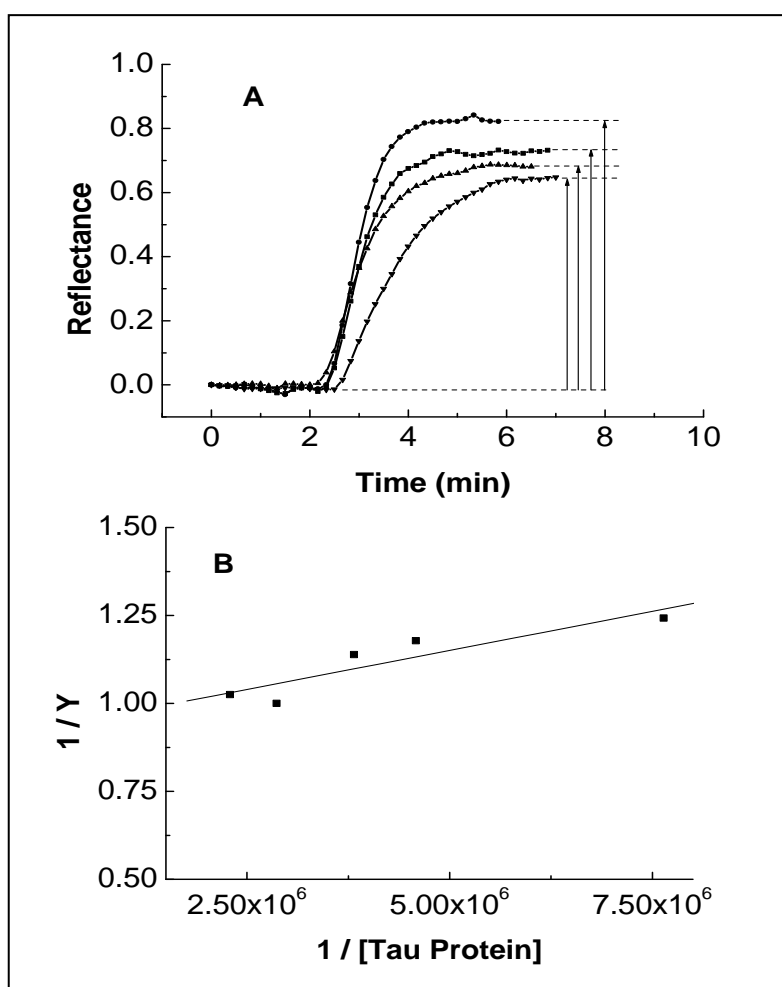 A
1.0
0.8
0.6
0.4
0.2
0.0
Reflectance
0 2 4 6 8 10
Time (min)
B
1.50
1.25
1.00
0.75
0.50
1 / Y
2.50x10⁶ 5.00x10⁶ 7.50x10⁶
1 / [Tau Protein]